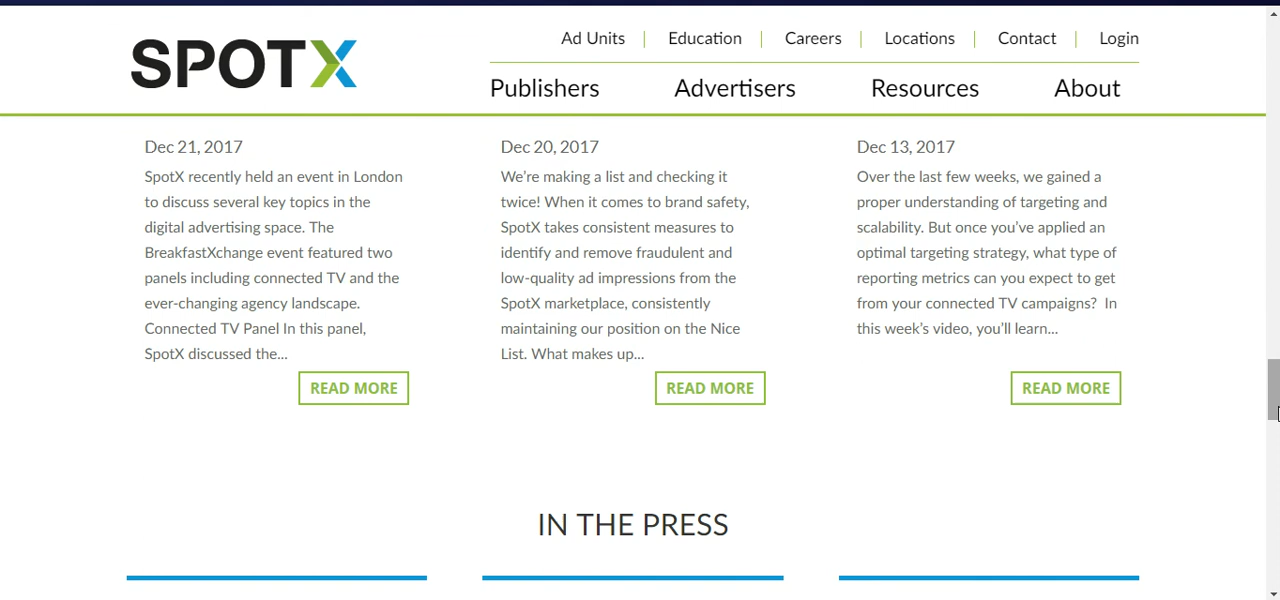 SPOTX
Ad Units
Education
Careers
Locations
Contact
Login
Publishers
Advertisers
Resources
About
Dec 21, 2017
SpotX recently held an event in London
to discuss several key topics in the
digital advertising space. The
BreakfastXchange event featured two
panels including connected TV and the
ever-changing agency landscape.
Connected TV Panel In this panel,
SpotX discussed the...
READ MORE
Dec 20, 2017
We're making a list and checking it
twice! When it comes to brand safety,
SpotX takes consistent measures to
identify and remove fraudulent and
low-quality ad impressions from the
SpotX marketplace, consistently
maintaining our position on the Nice
List. What makes up...
READ MORE
Dec 13, 2017
Over the last few weeks, we gained a
proper understanding of targeting and
scalability. But once you've applied an
optimal targeting strategy, what type of
reporting metrics can you expect to get
from your connected TV campaigns?  In
this week's video, you'll learn...
READ MORE
IN THE PRESS